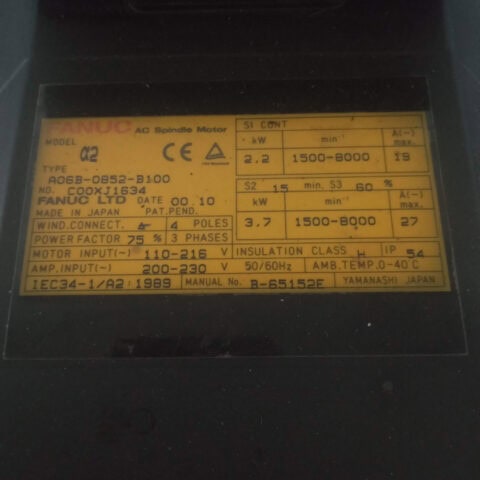 FANUC AC Spindle Motor
MODEL α2
TYPE A06B-0852-B100
NO. C00XJ1634
FANUC LTD DATE 00.10
MADE IN JAPAN PAT.PEND.
WIND.CONNECT. 4 POLES
POWER FACTOR 75 % 3 PHASES
MOTOR INPUT(~) 110-216 V
AMP.INPUT(~) 200-230 V
IEC34-1/A2:1989
S1 CONT
kW min⁻¹ A(~)
2.2 1500-8000 19
S2 15 min, S3 60 %
kW min⁻¹ A(~)
3.7 1500-8000 27
INSULATION CLASS H IP 54
50/60Hz AMB.TEMP.0-40°C
MANUAL No. B-65152E YAMANASHI JAPAN